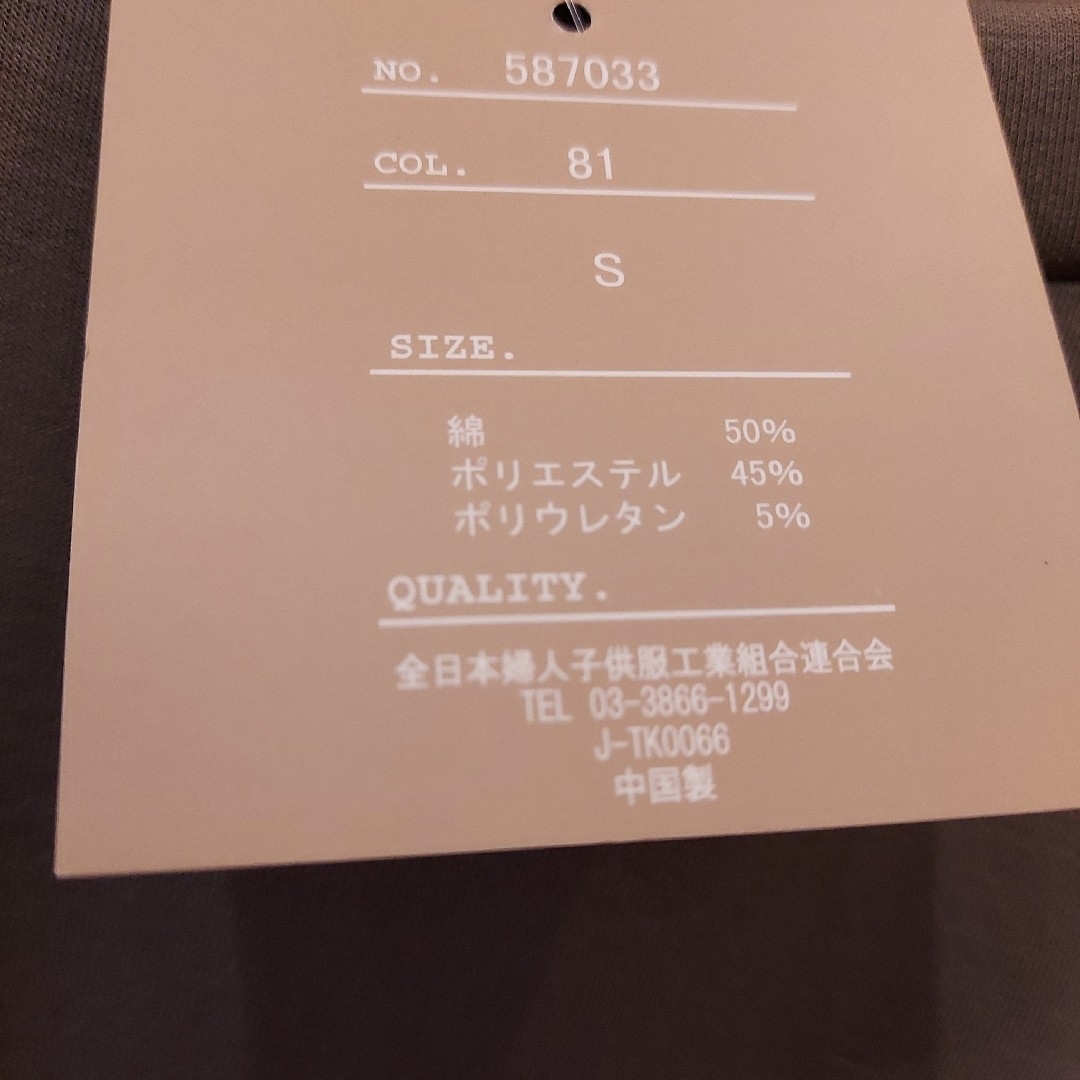 NO. 587033
COL. 81
S
SIZE.
綿 50%
ポリエステル 45%
ポリウレタン 5%
QUALITY.
全日本婦人子供服工業組合連合会
TEL 03-3866-1299
J-TK0066
中国製